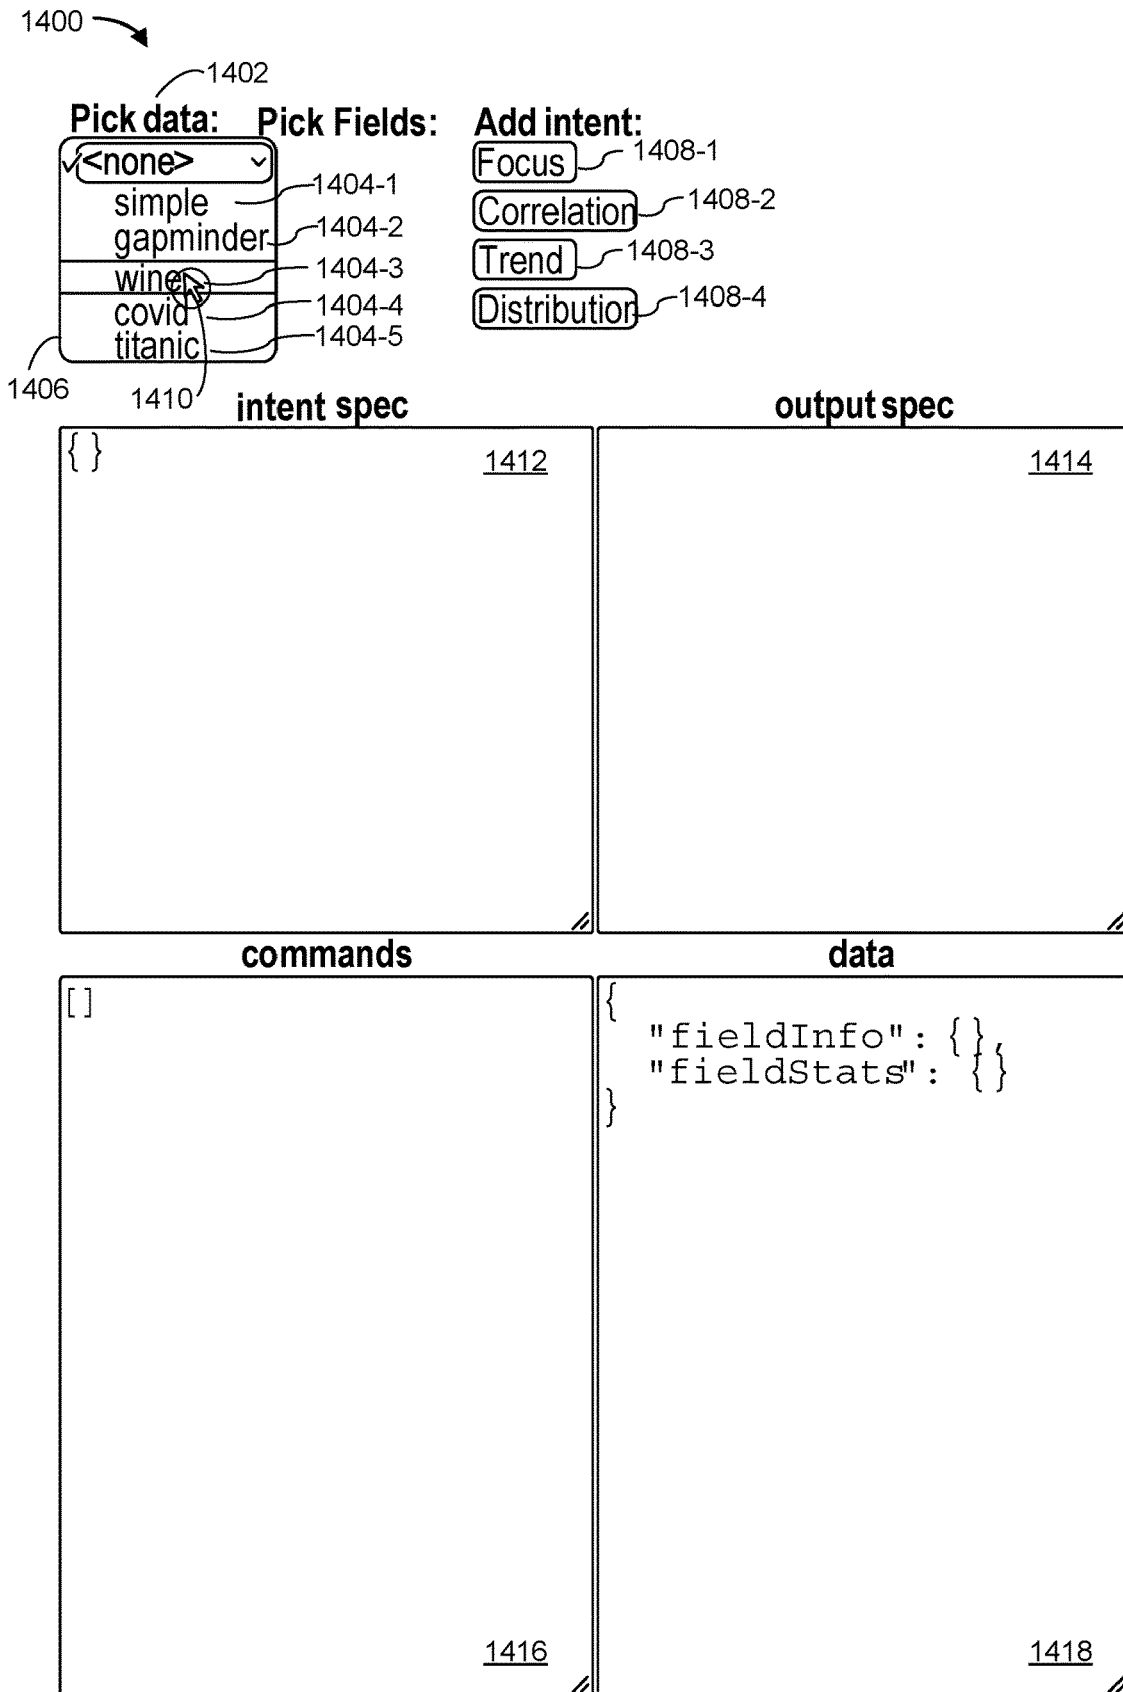 1400
1402
Pick data: Pick Fields: Add intent:
<none>
simple
gapminder
wine
covid
titanic
1404-1
1404-2
1404-3
1404-4
1404-5
1406
1410
Focus
Correlation
Trend
Distribution
1408-1
1408-2
1408-3
1408-4
intent spec
{ }
1412
output spec
1414
commands
[]
1416
data
{
"fieldInfo": {},
"fieldStats": {}
}
1418